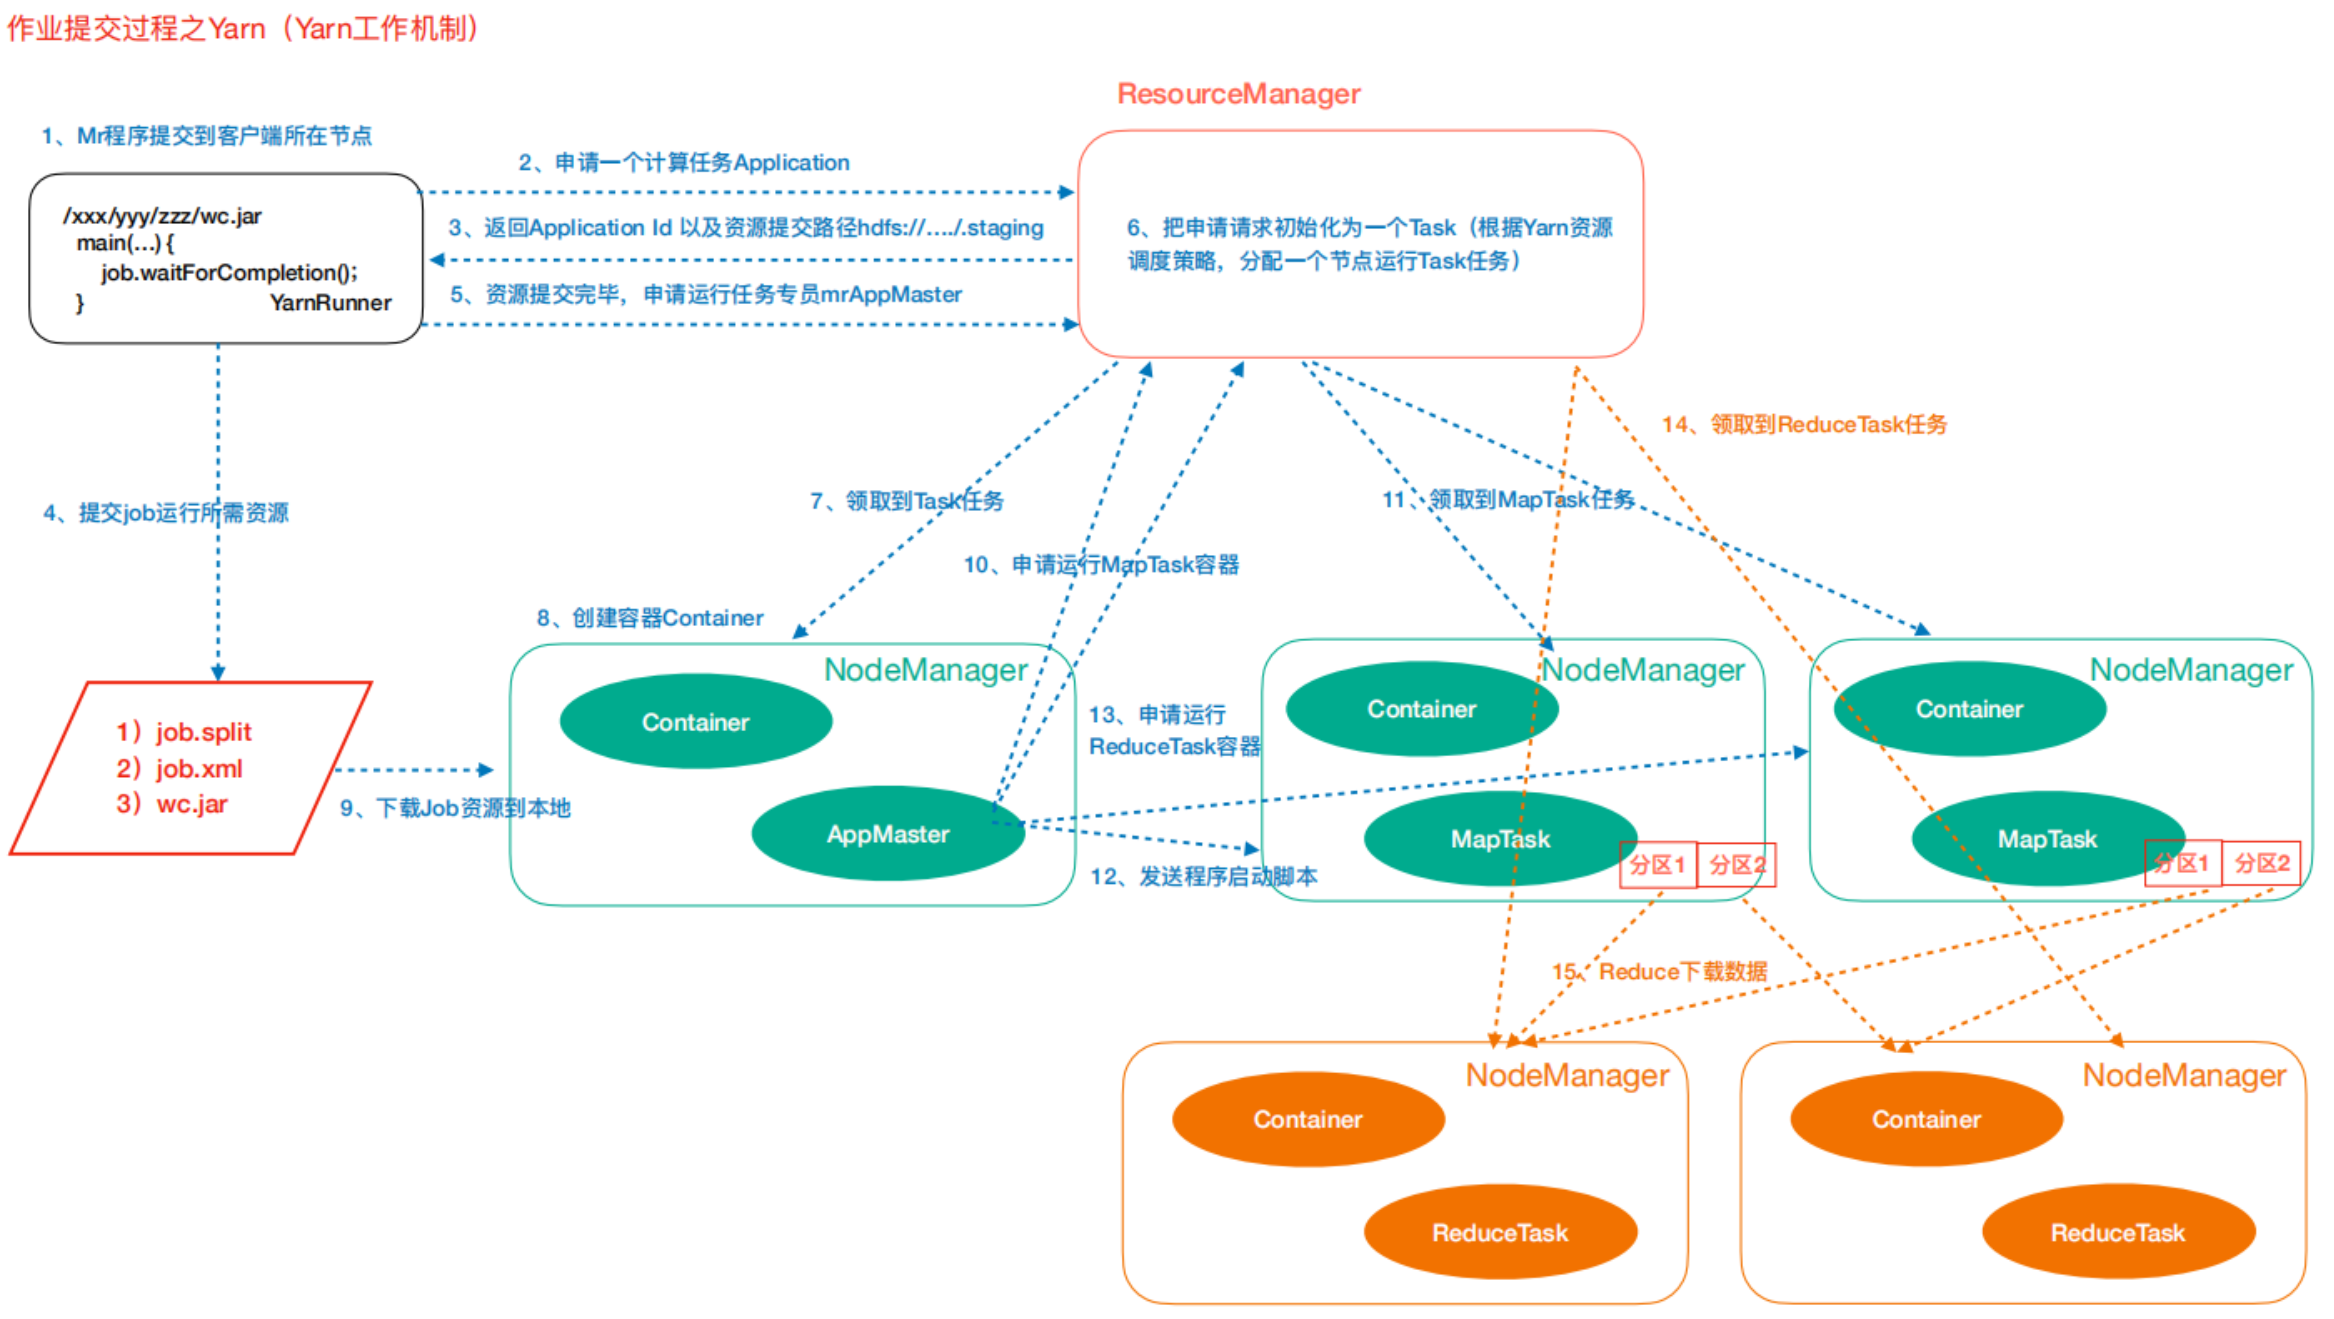 作业提交过程之Yarn（Yarn工作机制）
ResourceManager
1、Mr程序提交到客户端所在节点
2、申请一个计算任务Application
/xxx/yyy/zzz/wc.jar
main(...) {
job.waitForCompletion();
}
YarnRunner
3、返回Application Id 以及资源提交路径hdfs://..../.staging
5、资源提交完毕，申请运行任务专员mrAppMaster
6、把申请请求初始化为一个Task（根据Yarn资源
调度策略，分配一个节点运行Task任务）
14、领取到ReduceTask任务
4、提交job运行所需资源
7、领取到Task任务
11、领取到MapTask任务
10、申请运行MapTask容器
8、创建容器Container
1）job.split
2）job.xml
3）wc.jar
9、下载Job资源到本地
NodeManager
Container
AppMaster
13、申请运行
ReduceTask容器
12、发送程序启动脚本
NodeManager
Container
MapTask
分区1
分区2
NodeManager
Container
MapTask
分区1
分区2
15、Reduce下载数据
NodeManager
Container
ReduceTask
NodeManager
Container
ReduceTask